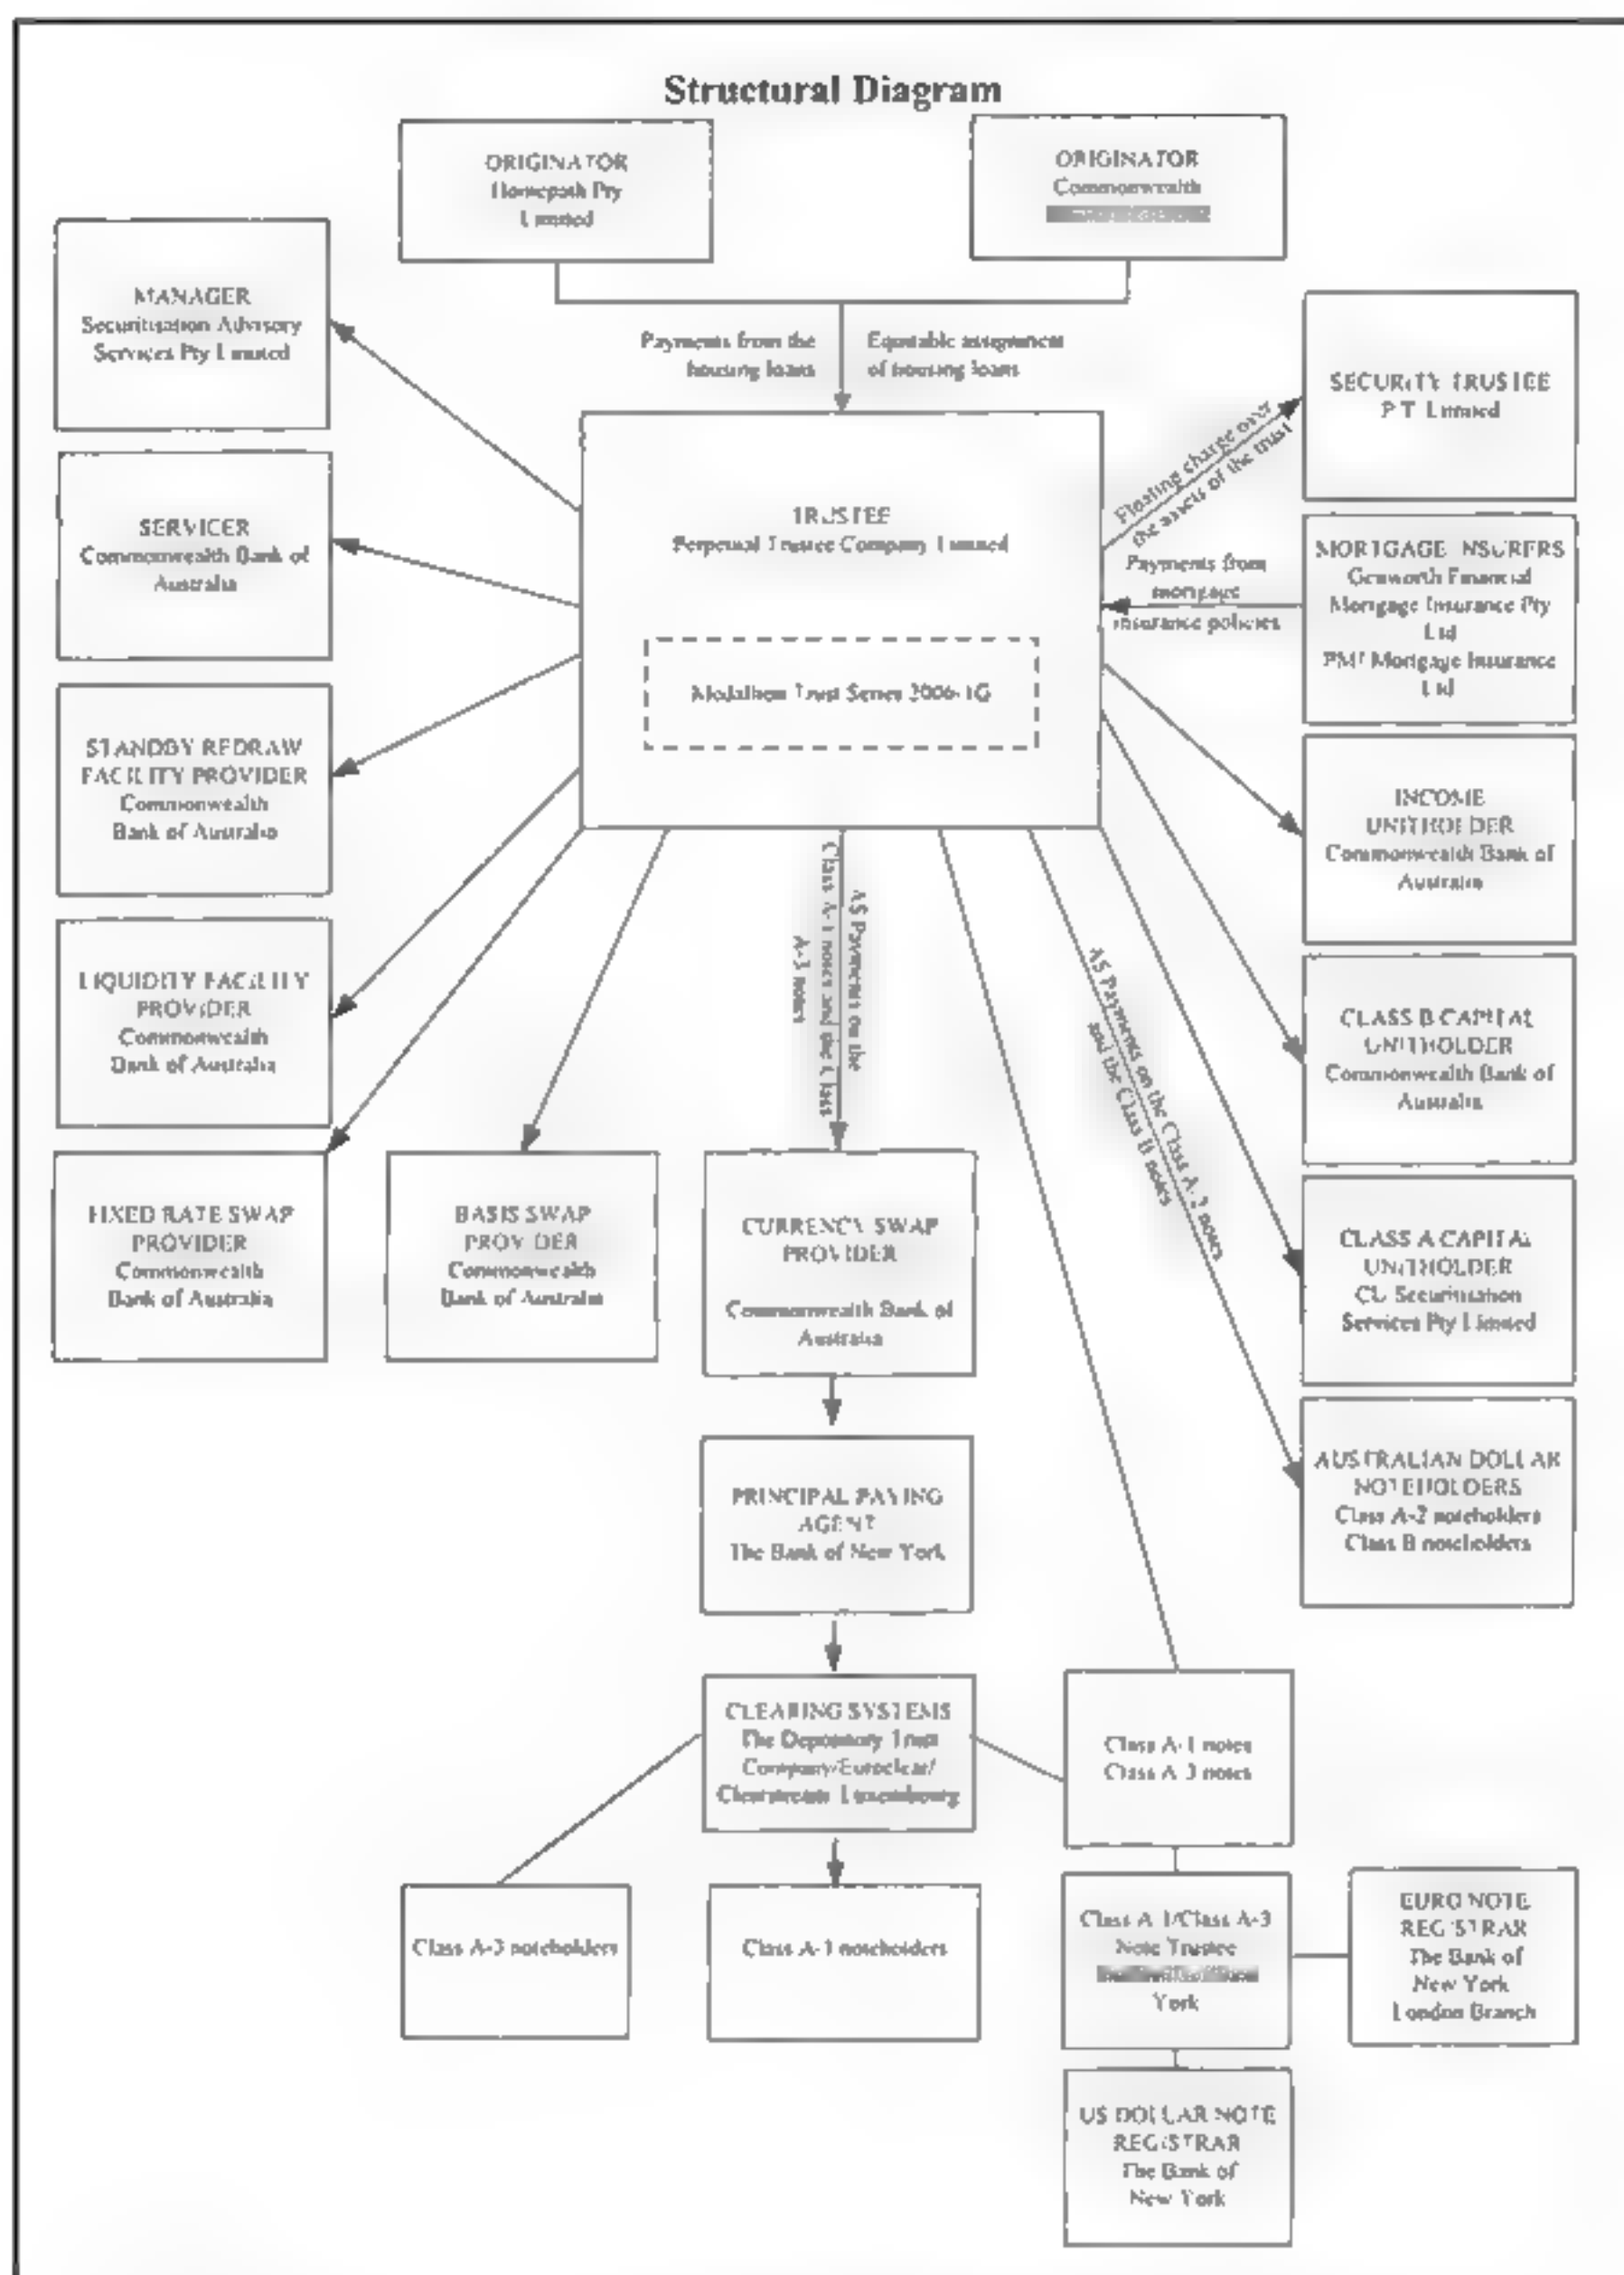 Structural Diagram
ORIGINATOR
Homepath Pty
Limited
ORIGINATOR
Commonwealth
MANAGER
Securitisation Advisory
Services Pty Limited
Payments from the
housing loans
Equitable assignment
of housing loans
SECURITY TRUSTEE
P.T. Limited
Floating charge over
the assets of the trust
SERVICER
Commonwealth Bank of
Australia
TRUSTEE
Perpetual Trustee Company Limited
Medallion Trust Series 2006-1G
Payments from
mortgage
insurance policies
MORTGAGE INSURERS
Genworth Financial
Mortgage Insurance Pty
Ltd
PMI Mortgage Insurance
Ltd
STANDBY REDRAW
FACILITY PROVIDER
Commonwealth
Bank of Australia
INCOME
UNITHOLDER
Commonwealth Bank of
Australia
LIQUIDITY FACILITY
PROVIDER
Commonwealth
Bank of Australia
A$ Payments on the
Class A-1 notes and the Class
A-3 notes
A$ Payments on the Class A-2 notes
and the Class B notes
CLASS B CAPITAL
UNITHOLDER
Commonwealth Bank of
Australia
FIXED RATE SWAP
PROVIDER
Commonwealth
Bank of Australia
BASIS SWAP
PROVIDER
Commonwealth
Bank of Australia
CURRENCY SWAP
PROVIDER
Commonwealth Bank of
Australia
CLASS A CAPITAL
UNITHOLDER
Securitisation
Services Pty Limited
PRINCIPAL PAYING
AGENT
The Bank of New York
AUSTRALIAN DOLLAR
NOTEHOLDERS
Class A-2 noteholders
Class B noteholders
CLEARING SYSTEMS
The Depository Trust
Company/Euroclear/
Clearstream Luxembourg
Class A-1 notes
Class A-3 notes
Class A-3 noteholders
Class A-1 noteholders
Class A-1/Class A-3
Note Trustee
York
EURO NOTE
REGISTRAR
The Bank of
New York
London Branch
US DOLLAR NOTE
REGISTRAR
The Bank of
New York